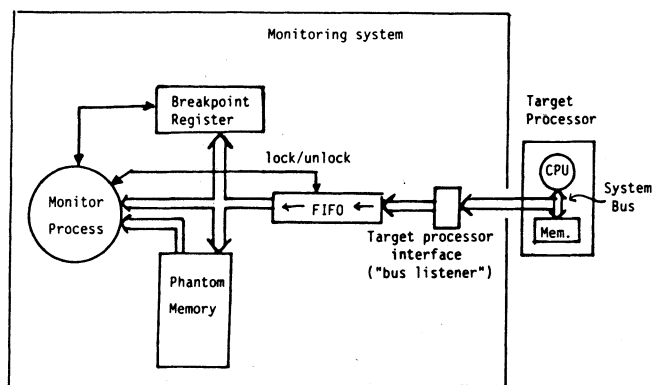 Monitoring system
Breakpoint
Register
Target
Processor
lock/unlock
CPU
System
Bus
Monitor
Process
FIFO
Mem.
Target processor
interface
("bus listener")
Phantom
Memory